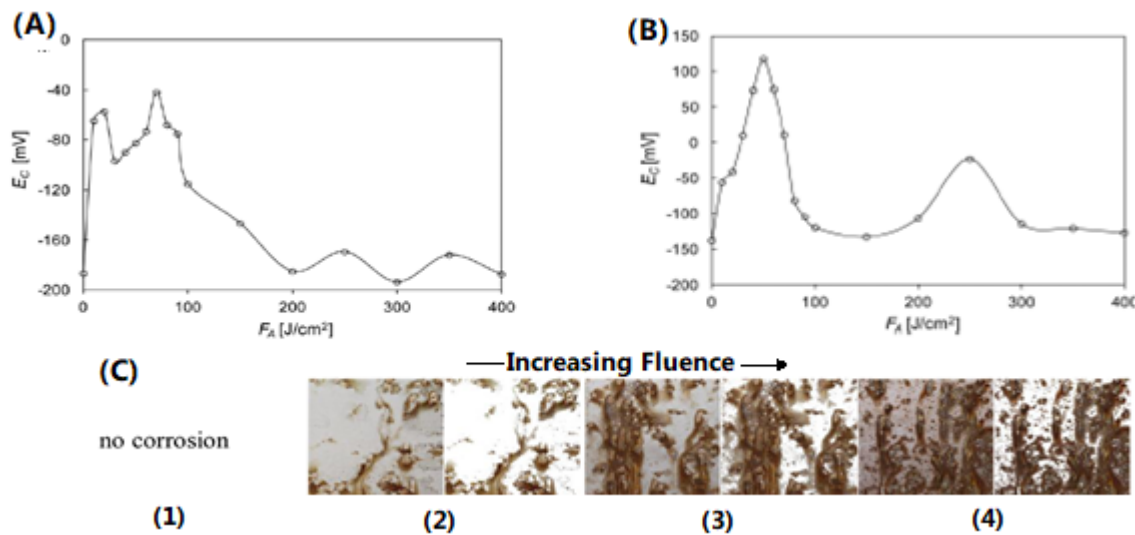 (A)
0
-40
-80
-120
-160
-200
E_C [mV]
0 100 200 300 400
F_A [J/cm²]
(B)
150
100
50
0
-50
-100
-150
-200
E_C [mV]
0 100 200 300 400
F_A [J/cm²]
(C)
Increasing Fluence
no corrosion
(1) (2) (3) (4)